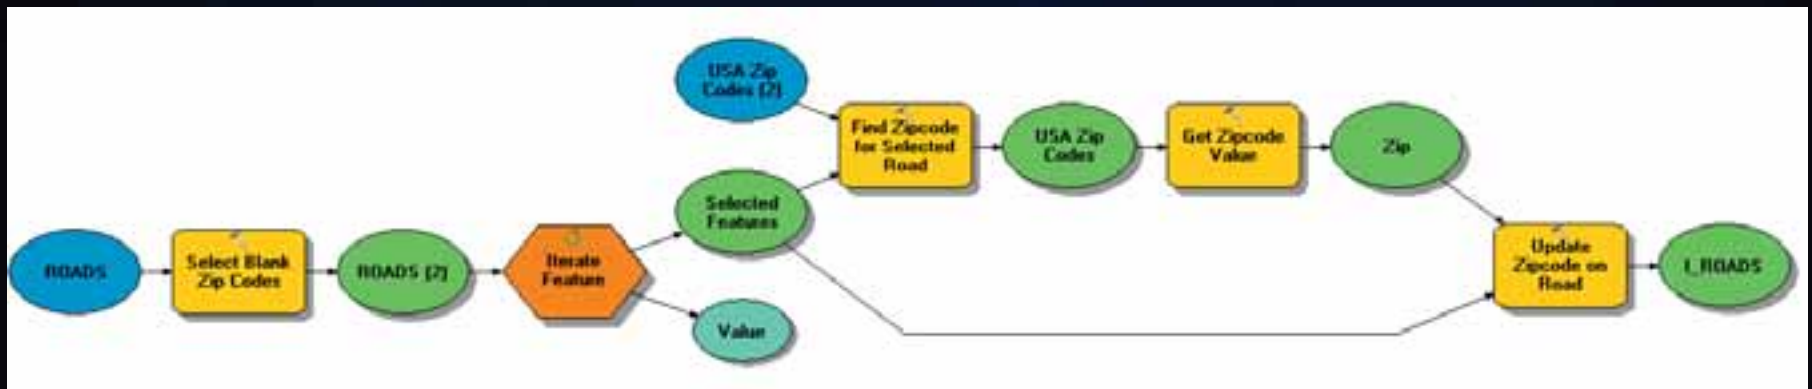 USA Zip
Codes (2)
Find Zipcode
for Selected
Road
USA Zip
Codes
Get Zipcode
Value
Zip
Selected
Features
ROADS
Select Blank
Zip Codes
ROADS (2)
Iterate
Feature
Value
Update
Zipcode on
Road
I_ROADS